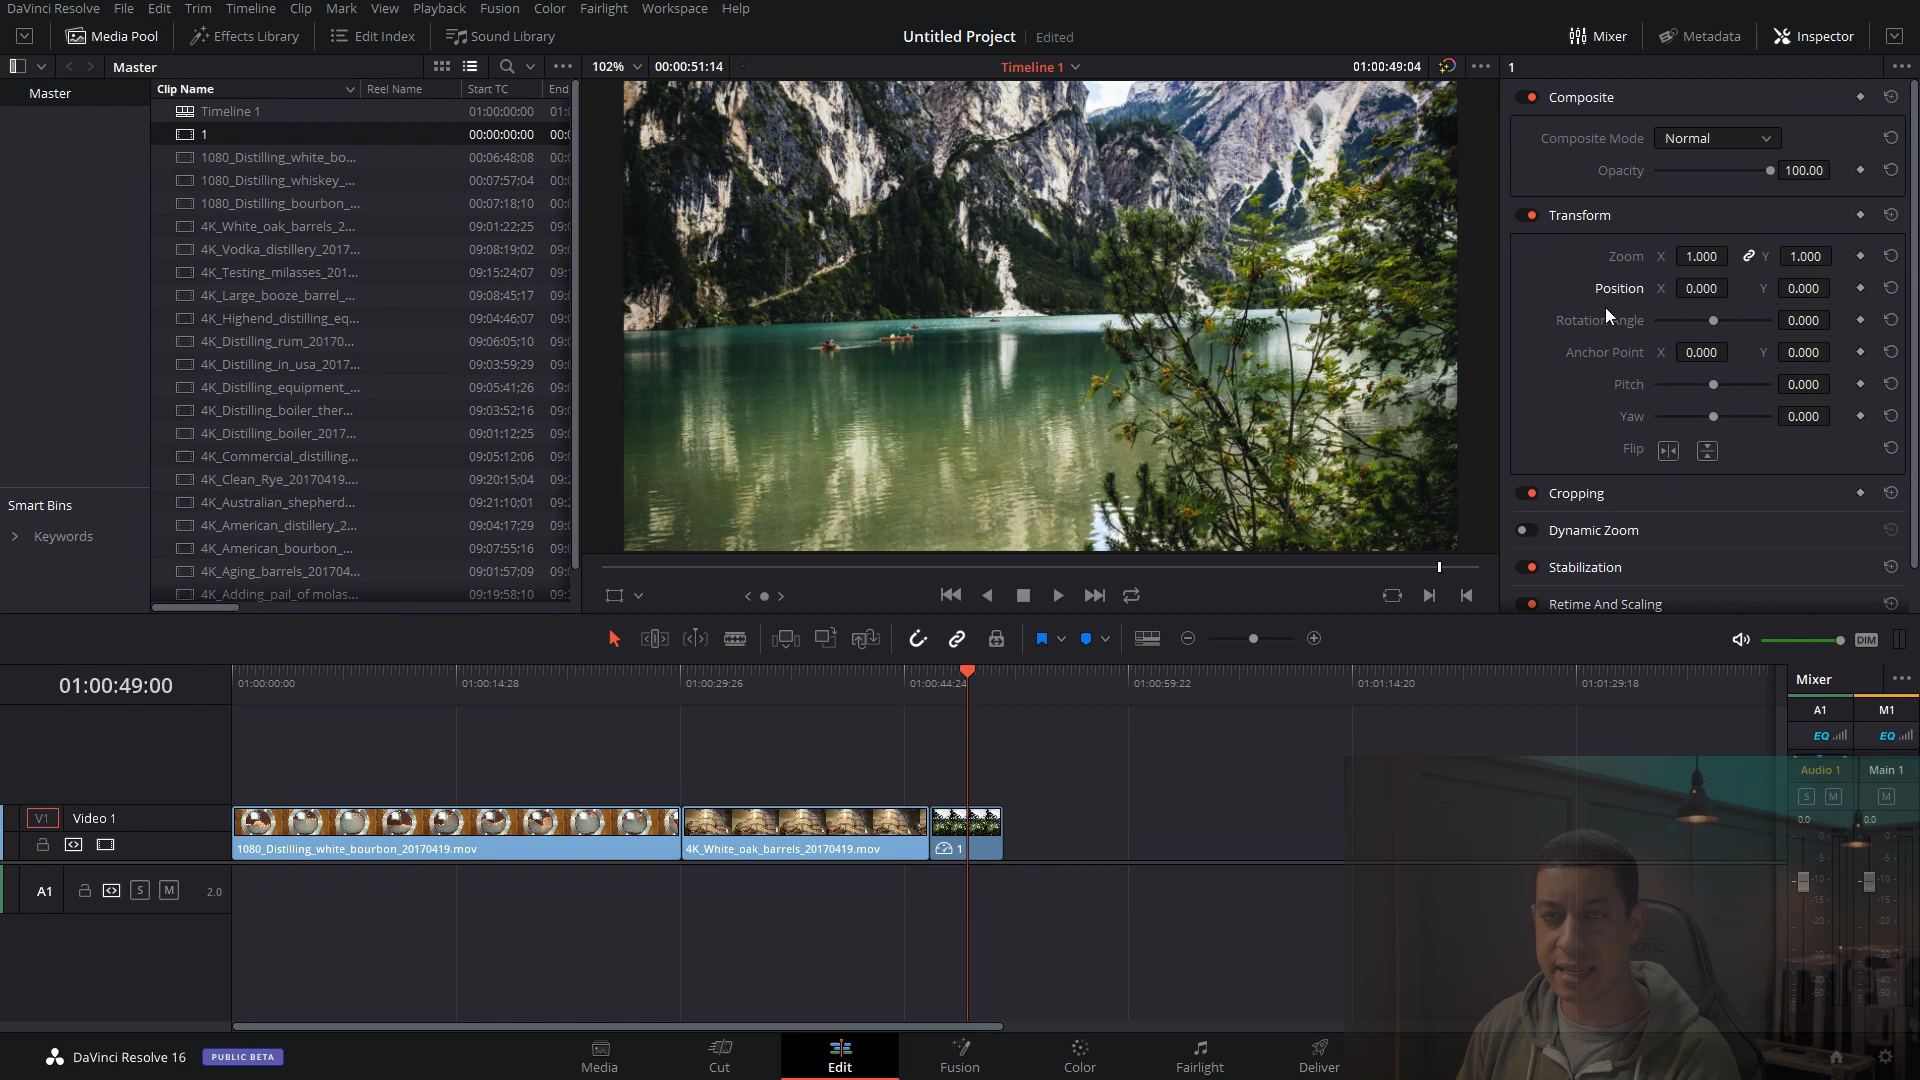 DaVinci Resolve File Edit Trim Timeline Clip Mark View Playback Fusion Color Fairlight Workspace Help
Media Pool Effects Library Edit Index Sound Library Untitled Project Edited Mixer Metadata Inspector
Master 102% 00:00:51:14 Timeline 1 01:00:49:04 1
Master
Smart Bins
Keywords
Clip Name Reel Name Start TC End
Timeline 1 01:00:00:00 01:
1 00:00:00:00 00:
1080_Distilling_white_bo... 00:06:48;08 00:
1080_Distilling_whiskey_... 00:07:57;04 00:
1080_Distilling_bourbon_... 00:07:18;10 00:
4K_White_oak_barrels_2... 09:01:22;25 09:
4K_Vodka_distillery_2017... 09:08:19;02 09:
4K_Testing_milasses_201... 09:15:24;07 09:
4K_Large_booze_barrel_... 09:08:45;17 09:
4K_Highend_distilling_eq... 09:04:46;07 09:
4K_Distilling_rum_20170... 09:06:05;10 09:
4K_Distilling_in_usa_2017... 09:03:59;29 09:
4K_Distilling_equipment_... 09:05:41;26 09:
4K_Distilling_boiler_ther... 09:03:52;16 09:
4K_Distilling_boiler_2017... 09:01:12;25 09:
4K_Commercial_distilling... 09:05:12;06 09:
4K_Clean_Rye_20170419.... 09:20:15;04 09:
4K_Australian_shepherd... 09:21:10;01 09:
4K_American_distillery_2... 09:04:17;29 09:
4K_American_bourbon_... 09:07:55;16 09:
4K_Aging_barrels_201704... 09:01:57;09 09:
4K_Adding_pail_of molas... 09:19:58;10 09:
Composite
Composite Mode Normal
Opacity 100.00
Transform
Zoom X 1.000 Y 1.000
Position X 0.000 Y 0.000
Rotation Angle 0.000
Anchor Point X 0.000 Y 0.000
Pitch 0.000
Yaw 0.000
Flip
Cropping
Dynamic Zoom
Stabilization
Retime And Scaling
DIM
01:00:49:00
01:00:00:00 01:00:14:28 01:00:29:26 01:00:44:24 01:00:59:22 01:01:14:20 01:01:29:18
V1 Video 1
1080_Distilling_white_bourbon_20170419.mov 4K_White_oak_barrels_20170419.mov 1
A1 S M 2.0
Mixer
A1 M1
EQ EQ
Audio 1 Main 1
S M M
0.0 0.0
DaVinci Resolve 16 PUBLIC BETA
Media Cut Edit Fusion Color Fairlight Deliver